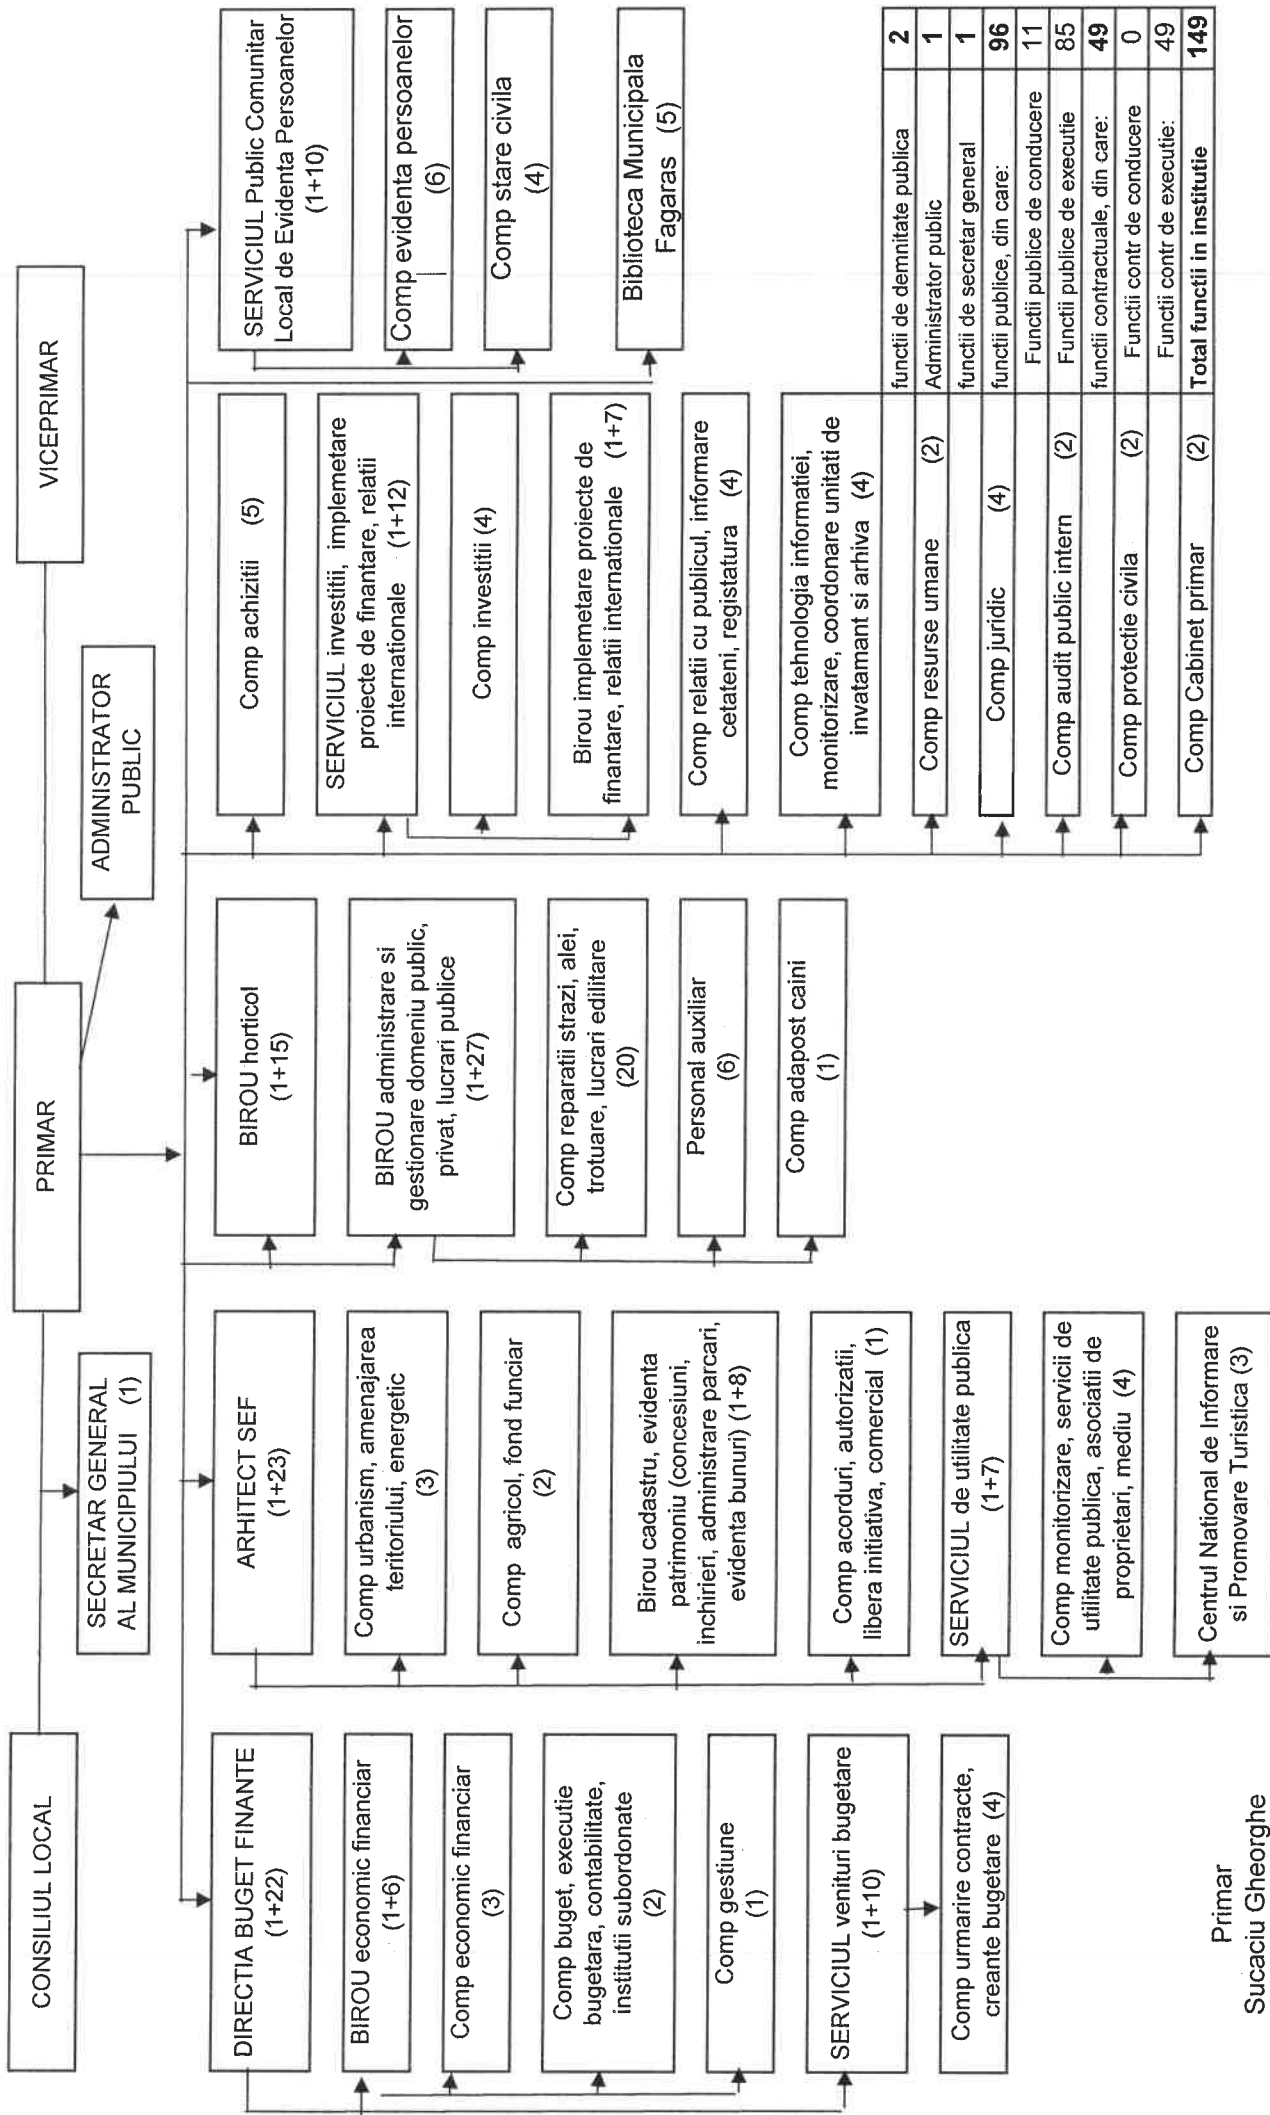 CONSILIUL LOCAL
PRIMAR
VICEPRIMAR
SECRETAR GENERAL
AL MUNICIPIULUI (1)
ADMINISTRATOR
PUBLIC
DIRECTIA BUGET FINANTE
(1+22)
BIROU economic financiar
(1+6)
Comp economic financiar
(3)
Comp buget, executie
bugetara, contabilitate,
institutii subordonate
(2)
Comp gestiune
(1)
SERVICIUL venituri bugetare
(1+10)
Comp urmarire contracte,
creante bugetare (4)
ARHITECT SEF
(1+23)
Comp urbanism, amenajarea
teritoriului, energetic
(3)
Comp agricol, fond funciar
(2)
Birou cadastru, evidenta
patrimoniu (concesiuni,
inchirieri, administrare parcari,
evidenta bunuri) (1+8)
Comp acorduri, autorizatii,
libera initiativa, comercial (1)
SERVICIUL de utilitate publica
(1+7)
Comp monitorizare, servicii de
utilitate publica, asociatii de
proprietari, mediu (4)
Centrul National de Informare
si Promovare Turistica (3)
BIROU horticol
(1+15)
BIROU administrare si
gestionare domeniu public,
privat, lucrari publice
(1+27)
Comp reparatii strazi, alei,
trotuare, lucrari edilitare
(20)
Personal auxiliar
(6)
Comp adapost caini
(1)
Comp achizitii (5)
SERVICIUL investitii, implemetare
proiecte de finantare, relatii
internationale (1+12)
Comp investitii (4)
Birou implemetare proiecte de
finantare, relatii internationale (1+7)
Comp relatii cu publicul, informare
cetateni, registatura (4)
Comp tehnologia informatiei,
monitorizare, coordonare unitati de
invatamant si arhiva (4)
Comp resurse umane (2)
Comp juridic (4)
Comp audit public intern (2)
Comp protectie civila (2)
Comp Cabinet primar (2)
SERVICIUL Public Comunitar
Local de Evidenta Persoanelor
(1+10)
Comp evidenta persoanelor
(6)
Comp stare civila
(4)
Biblioteca Municipala
Fagaras (5)
functii de demnitate publica 2
Administrator public 1
functii de secretar general 1
functii publice, din care: 96
Functii publice de conducere 11
Functii publice de executie 85
functii contractuale, din care: 49
Functii contr de conducere 0
Functii contr de executie: 49
Total functii in institutie 149
Primar
Sucaciu Gheorghe